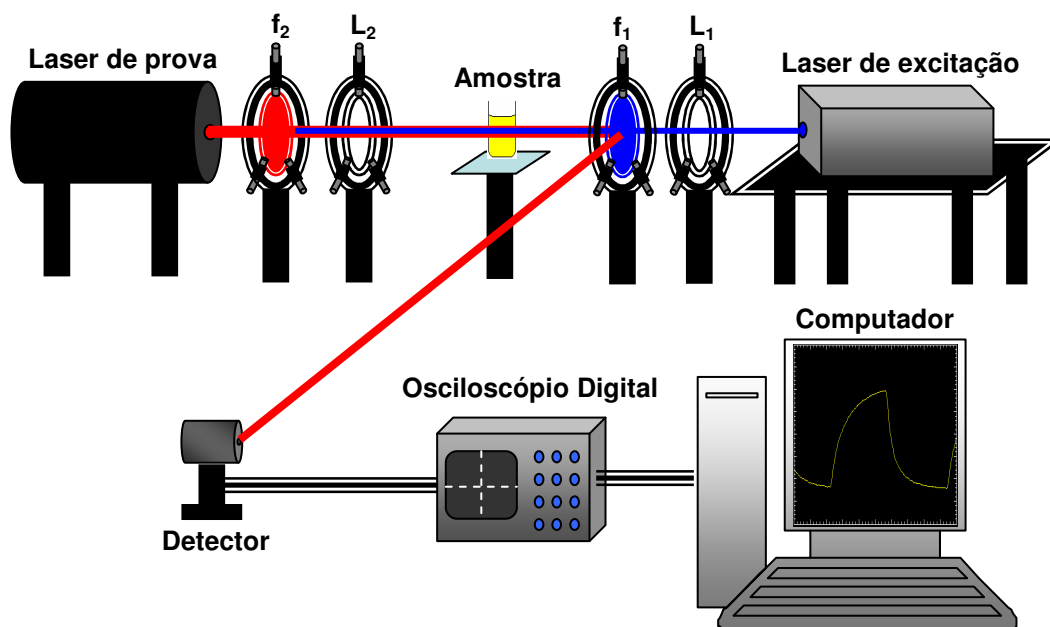 f₂
L₂
f₁
L₁
Laser de prova
Amostra
Laser de excitação
Computador
Osciloscópio Digital
Detector